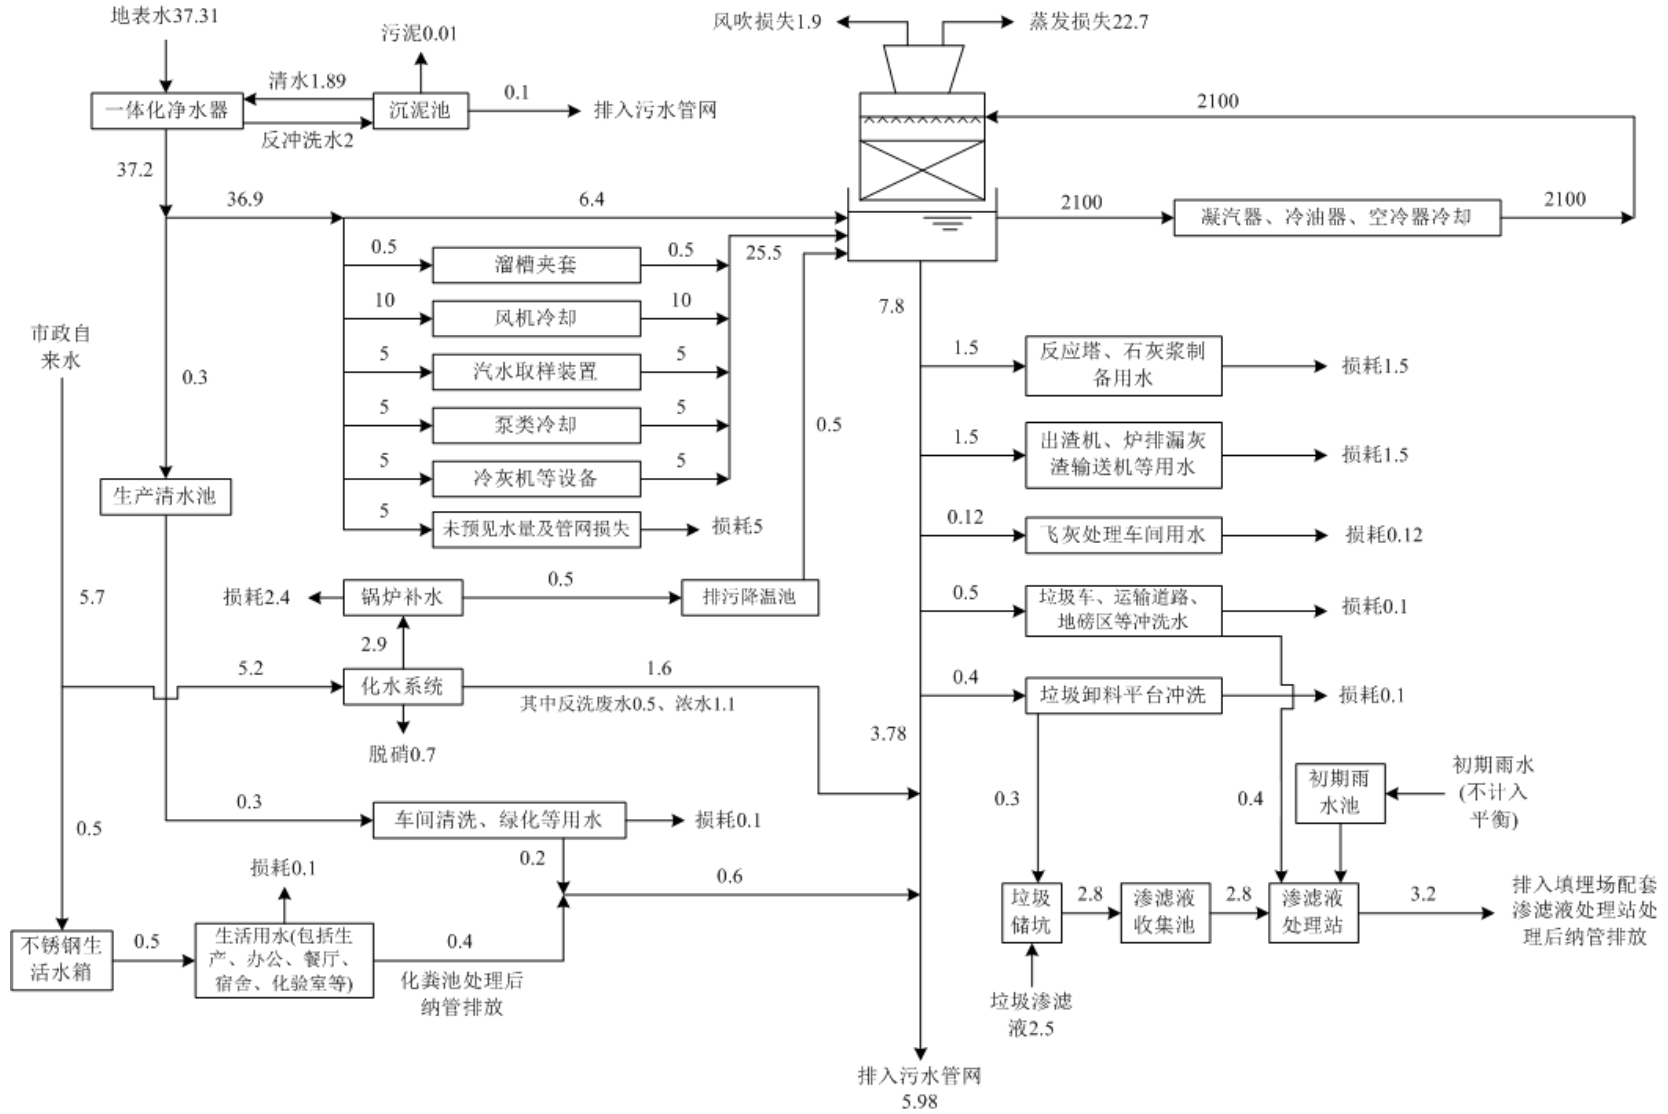 地表水37.31
污泥0.01
风吹损失1.9
蒸发损失22.7
清水1.89
一体化净水器
沉泥池
0.1
排入污水管网
反冲洗水2
2100
37.2
36.9
6.4
2100
凝汽器、冷油器、空冷器冷却
2100
0.5
溜槽夹套
0.5
25.5
10
风机冷却
10
7.8
市政自
来水
5
汽水取样装置
5
1.5
反应塔、石灰浆制
备用水
损耗1.5
0.3
5
泵类冷却
5
0.5
1.5
出渣机、炉排漏灰
渣输送机等用水
损耗1.5
5
冷灰机等设备
5
生产清水池
5
未预见水量及管网损失
损耗5
0.12
飞灰处理车间用水
损耗0.12
5.7
损耗2.4
锅炉补水
0.5
排污降温池
0.5
垃圾车、运输道路、
地磅区等冲洗水
损耗0.1
2.9
5.2
化水系统
1.6
其中反洗废水0.5、浓水1.1
0.4
垃圾卸料平台冲洗
损耗0.1
脱硝0.7
3.78
初期雨
水池
初期雨水
(不计入
平衡)
0.3
0.4
0.3
车间清洗、绿化等用水
损耗0.1
0.5
0.2
损耗0.1
0.6
不锈钢生
活水箱
0.5
生活用水(包括生
产、办公、餐厅、
宿舍、化验室等)
0.4
化粪池处理后
纳管排放
垃圾
储坑
2.8
渗滤液
收集池
2.8
渗滤液
处理站
3.2
排入填埋场配套
渗滤液处理站处
理后纳管排放
垃圾渗滤
液2.5
排入污水管网
5.98